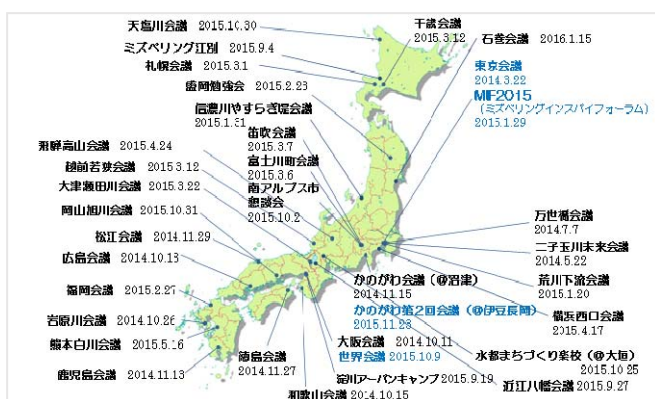 天塩川会議 2015.10.30
ミズベリング江別 2015.9.4
札幌会議 2015.3.1
盛岡勉強会 2015.2.23
信濃川やすらぎ堤会議
2015.1.31
笛吹会議
2015.3.7
富士川町会議
2015.3.6
南アルプス市
懇談会
2015.10.2
飛騨高山会議 2015.4.24
越前若狭会議 2015.3.12
大津瀬田川会議 2015.3.22
岡山旭川会議 2015.10.31
松江会議 2014.11.29
広島会議 2014.10.13
福岡会議 2015.2.27
岩原川会議 2014.10.26
熊本白川会議 2015.5.16
鹿児島会議 2014.11.13
徳島会議
2014.11.27
千歳会議
2015.3.12
石巻会議 2016.1.15
東京会議
2014.3.22
MIF2015
(ミズベリングインスパイアフォーラム)
2015.1.29
万世橋会議
2014.7.7
二子玉川未来会議
2014.5.22
荒川下流会議
2015.1.20
横浜西口会議
2015.4.17
かのがわ会議(@沼津)
2014.11.15
かのがわ第2回会議(@伊豆長岡)
2015.11.23
大阪会議 2014.10.11
世界会議 2015.10.9
水都まちづくり楽校(@大垣)
2015.10.25
淀川アーバンキャンプ 2015.9.19
近江八幡会議 2015.9.27
和歌山会議 2014.10.15